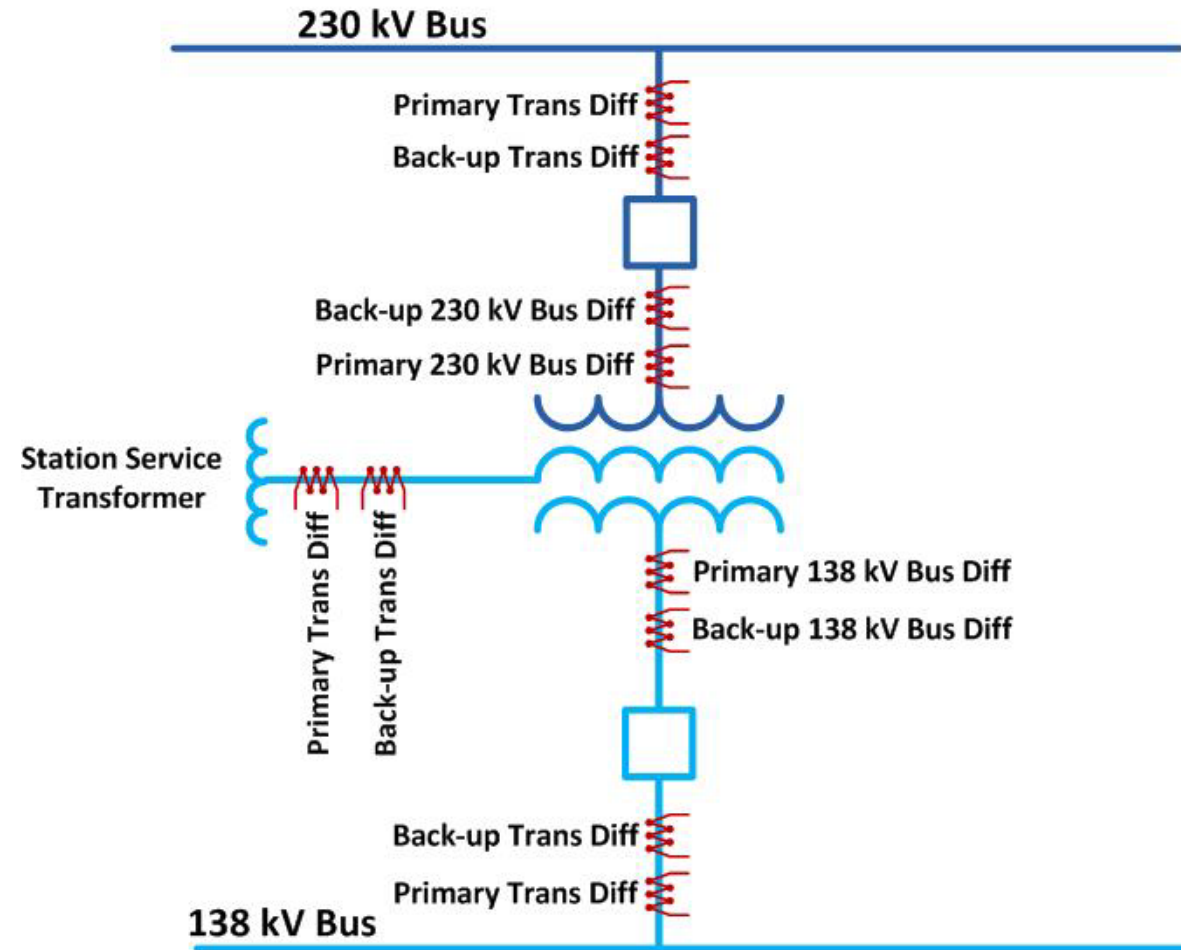 230 kV Bus
Primary Trans Diff
Back-up Trans Diff
Back-up 230 kV Bus Diff
Primary 230 kV Bus Diff
Station Service
Transformer
Primary Trans Diff
Back-up Trans Diff
Primary 138 kV Bus Diff
Back-up 138 kV Bus Diff
Back-up Trans Diff
Primary Trans Diff
138 kV Bus